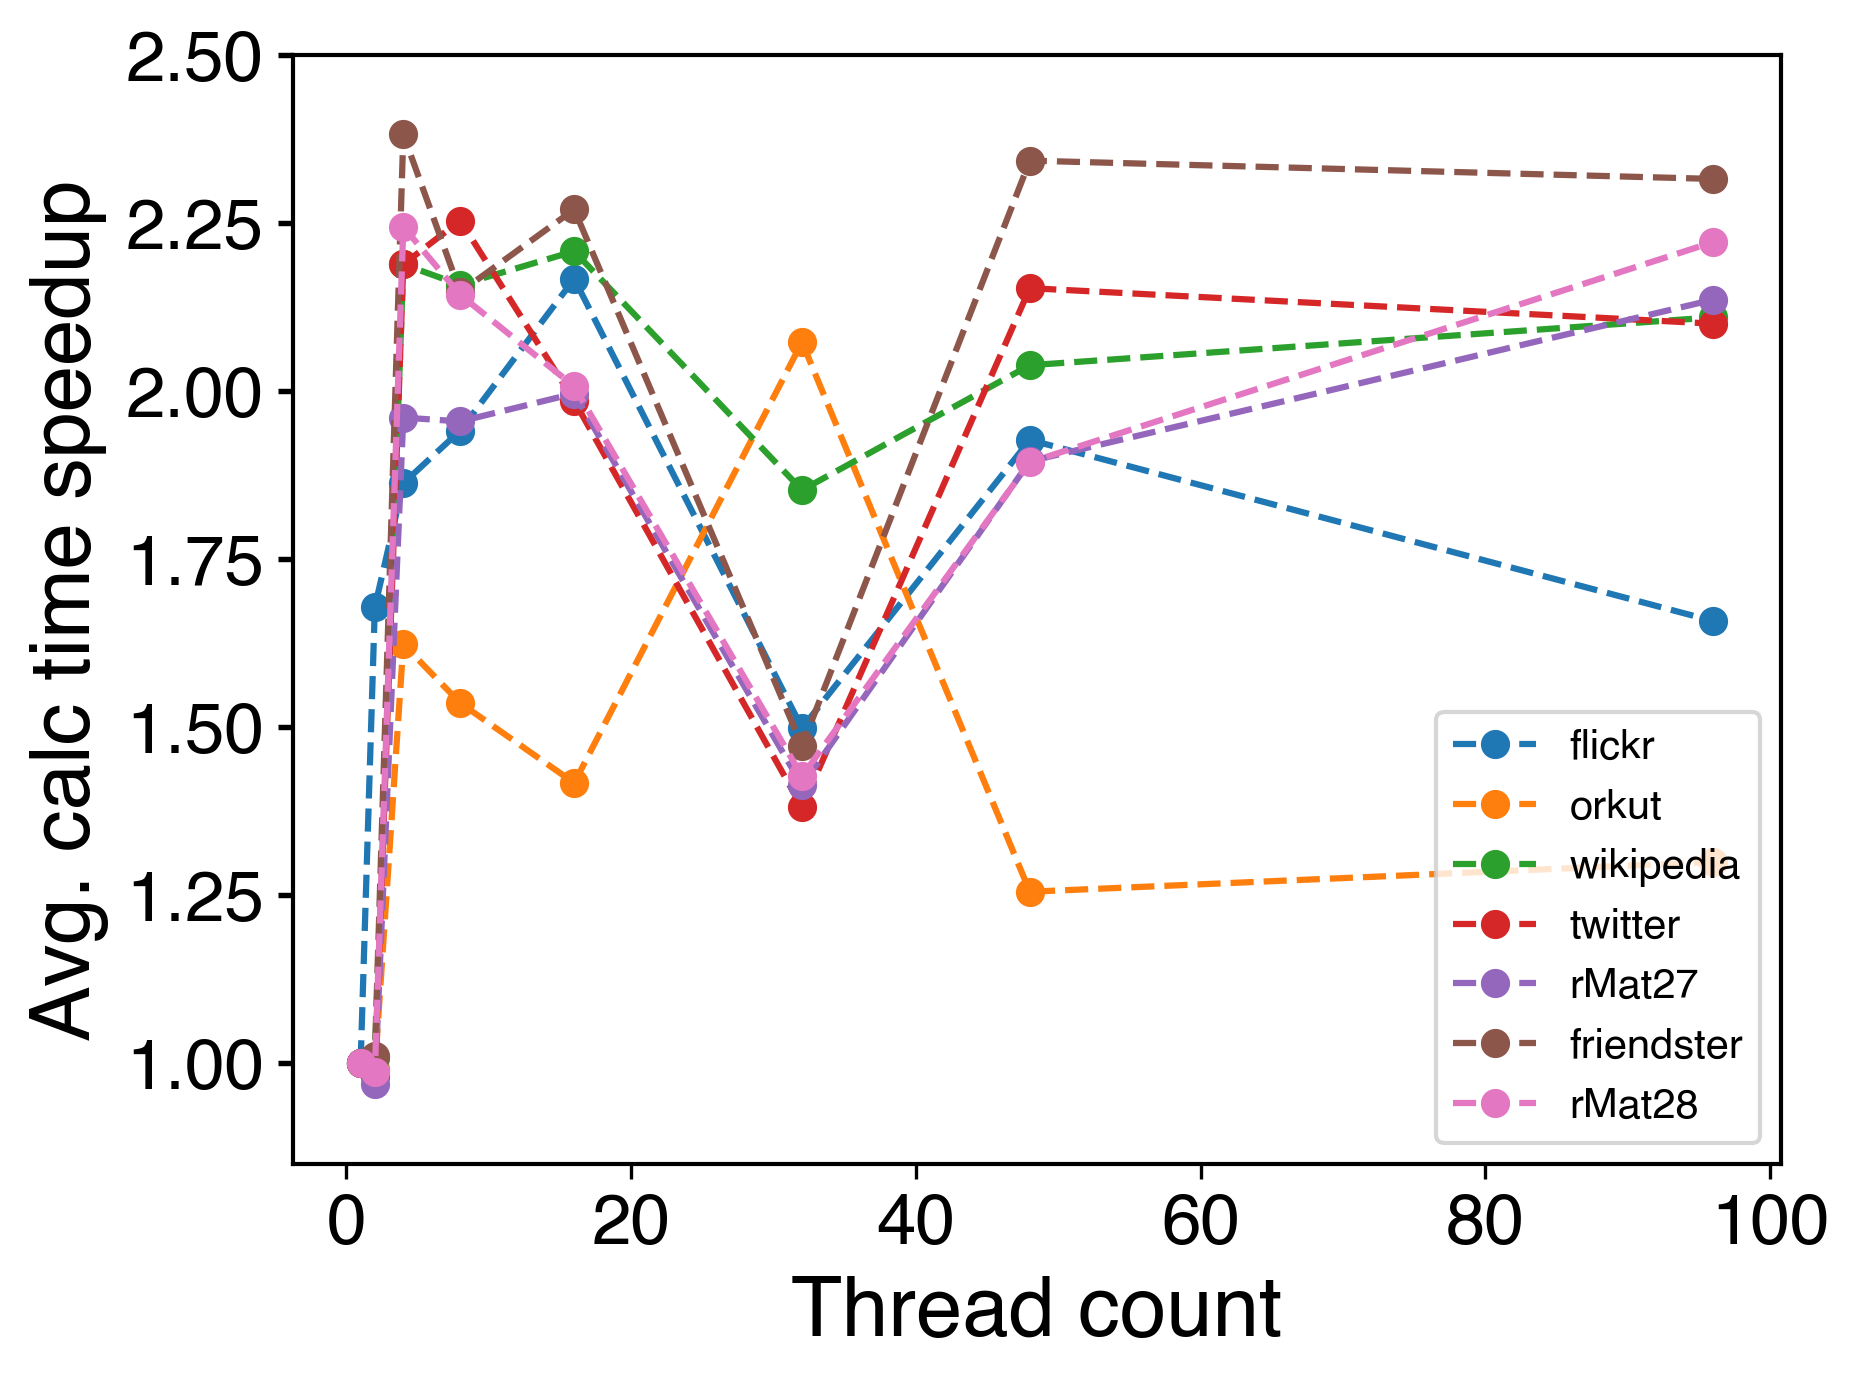 2.50
2.25
2.00
1.75
1.50
1.25
1.00
Avg. calc time speedup
flickr
orkut
wikipedia
twitter
rMat27
friendster
rMat28
0 20 40 60 80 100
Thread count